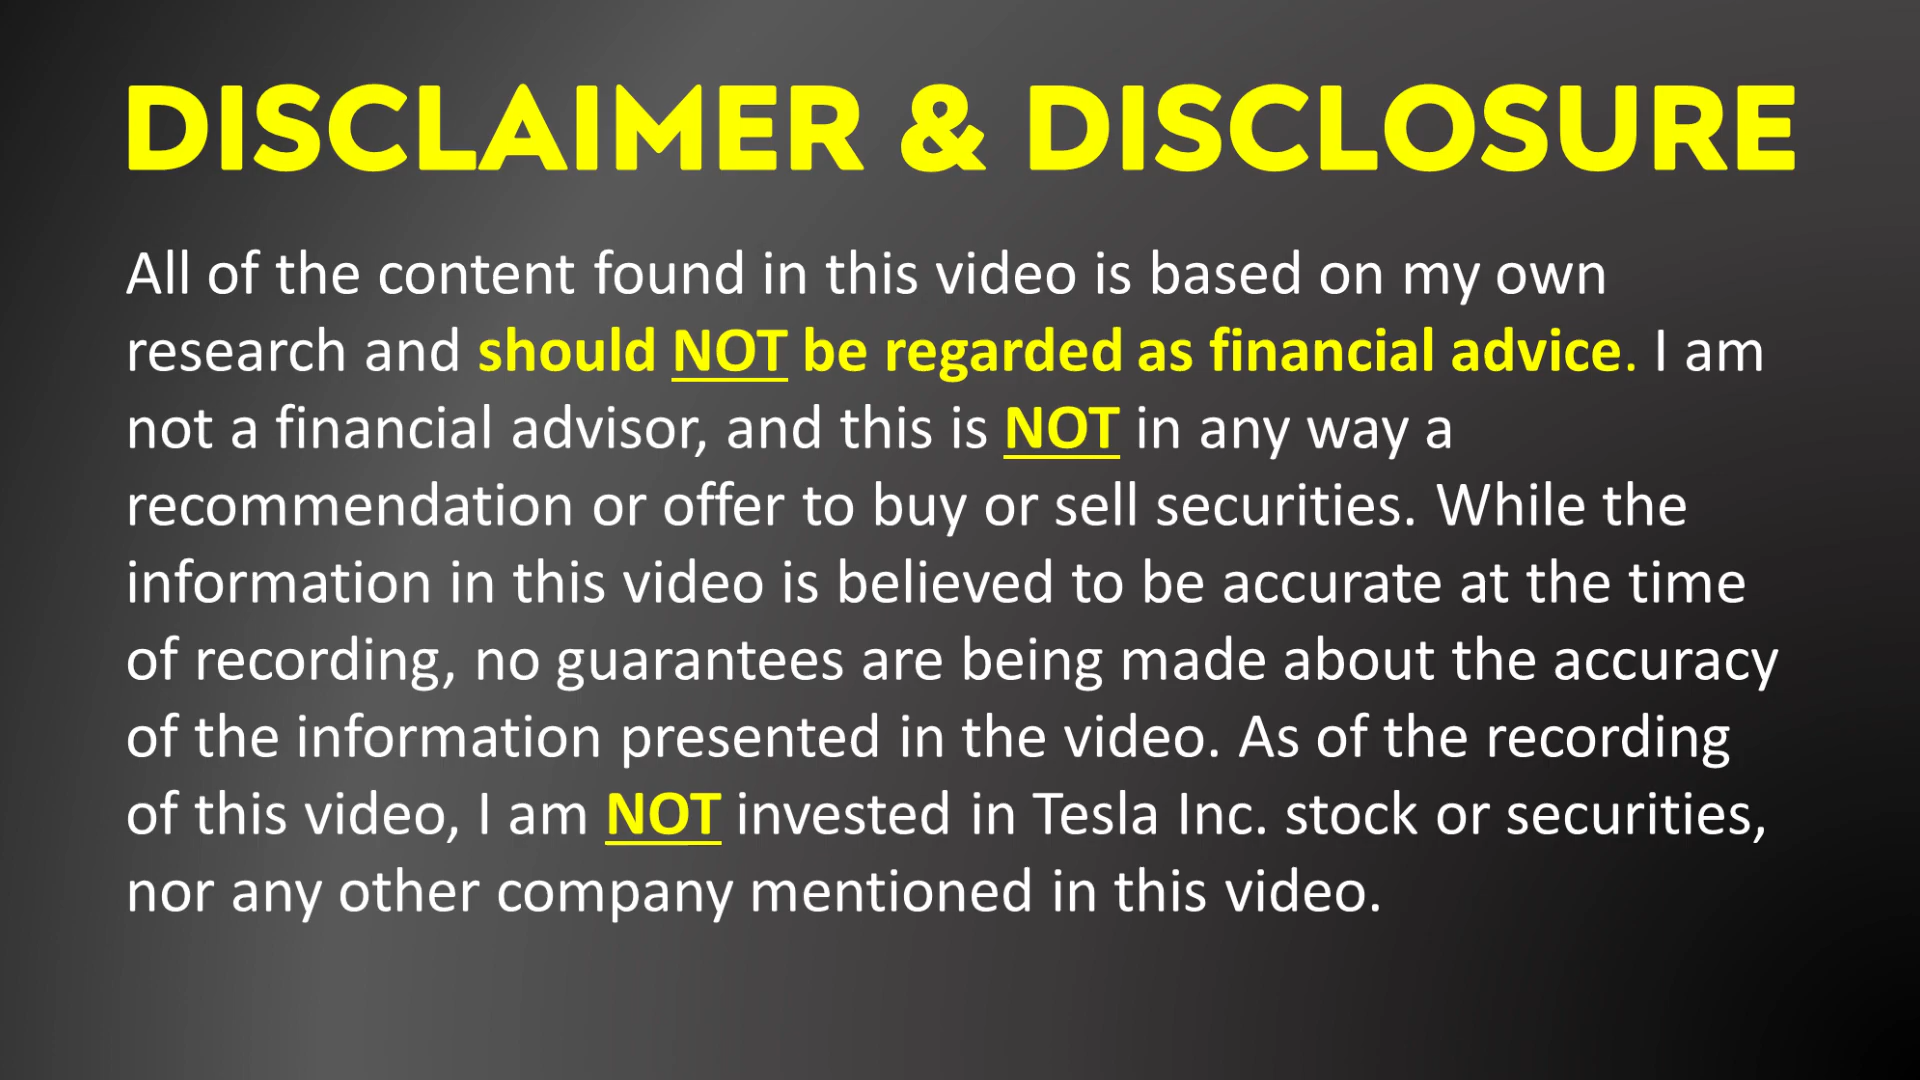 DISCLAIMER & DISCLOSURE
All of the content found in this video is based on my own
research and should NOT be regarded as financial advice. I am
not a financial advisor, and this is NOT in any way a
recommendation or offer to buy or sell securities. While the
information in this video is believed to be accurate at the time
of recording, no guarantees are being made about the accuracy
of the information presented in the video. As of the recording
of this video, I am NOT invested in Tesla Inc. stock or securities,
nor any other company mentioned in this video.